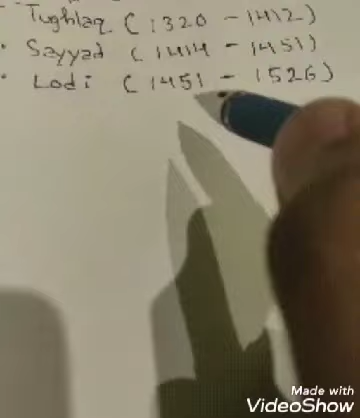 Tughlaq (1320 - 1412)
• Sayyad (1414 - 1451)
• Lodi (1451 - 1526)
Made with
VideoShow